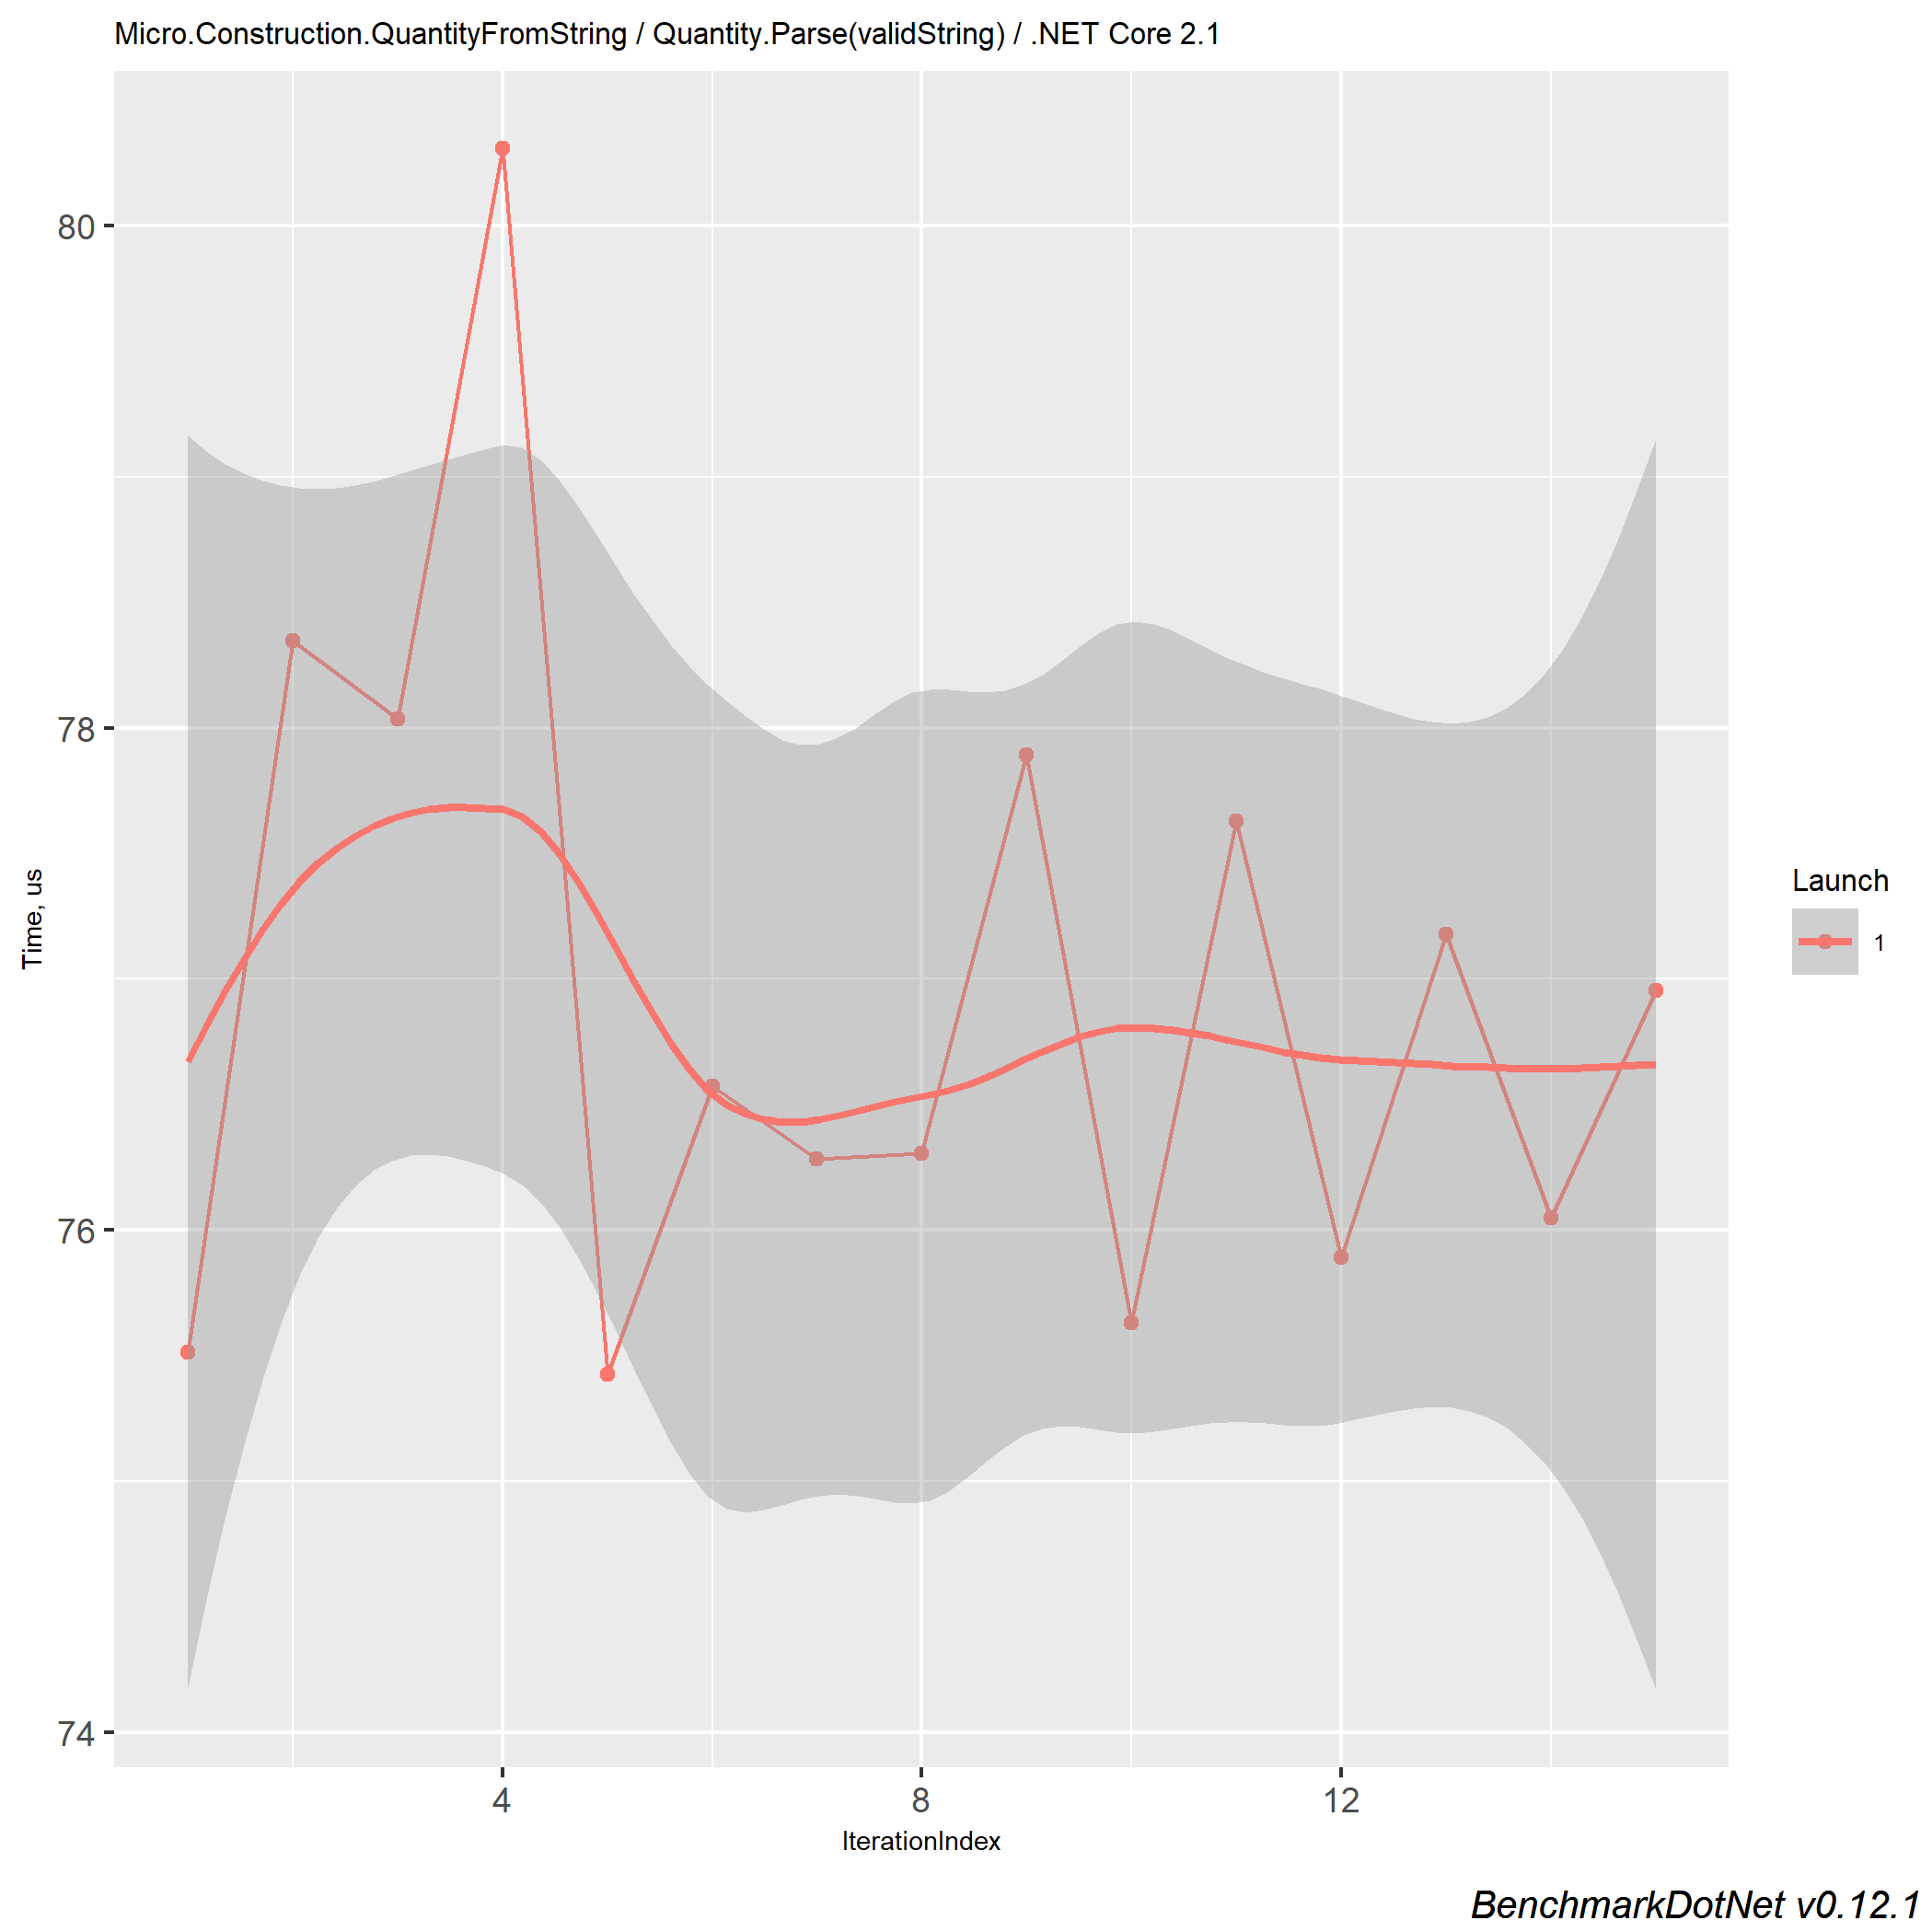 Micro.Construction.QuantityFromString / Quantity.Parse(validString) / .NET Core 2.1
80
78
76
74
Time, us
4 8 12
IterationIndex
Launch
1
BenchmarkDotNet v0.12.1